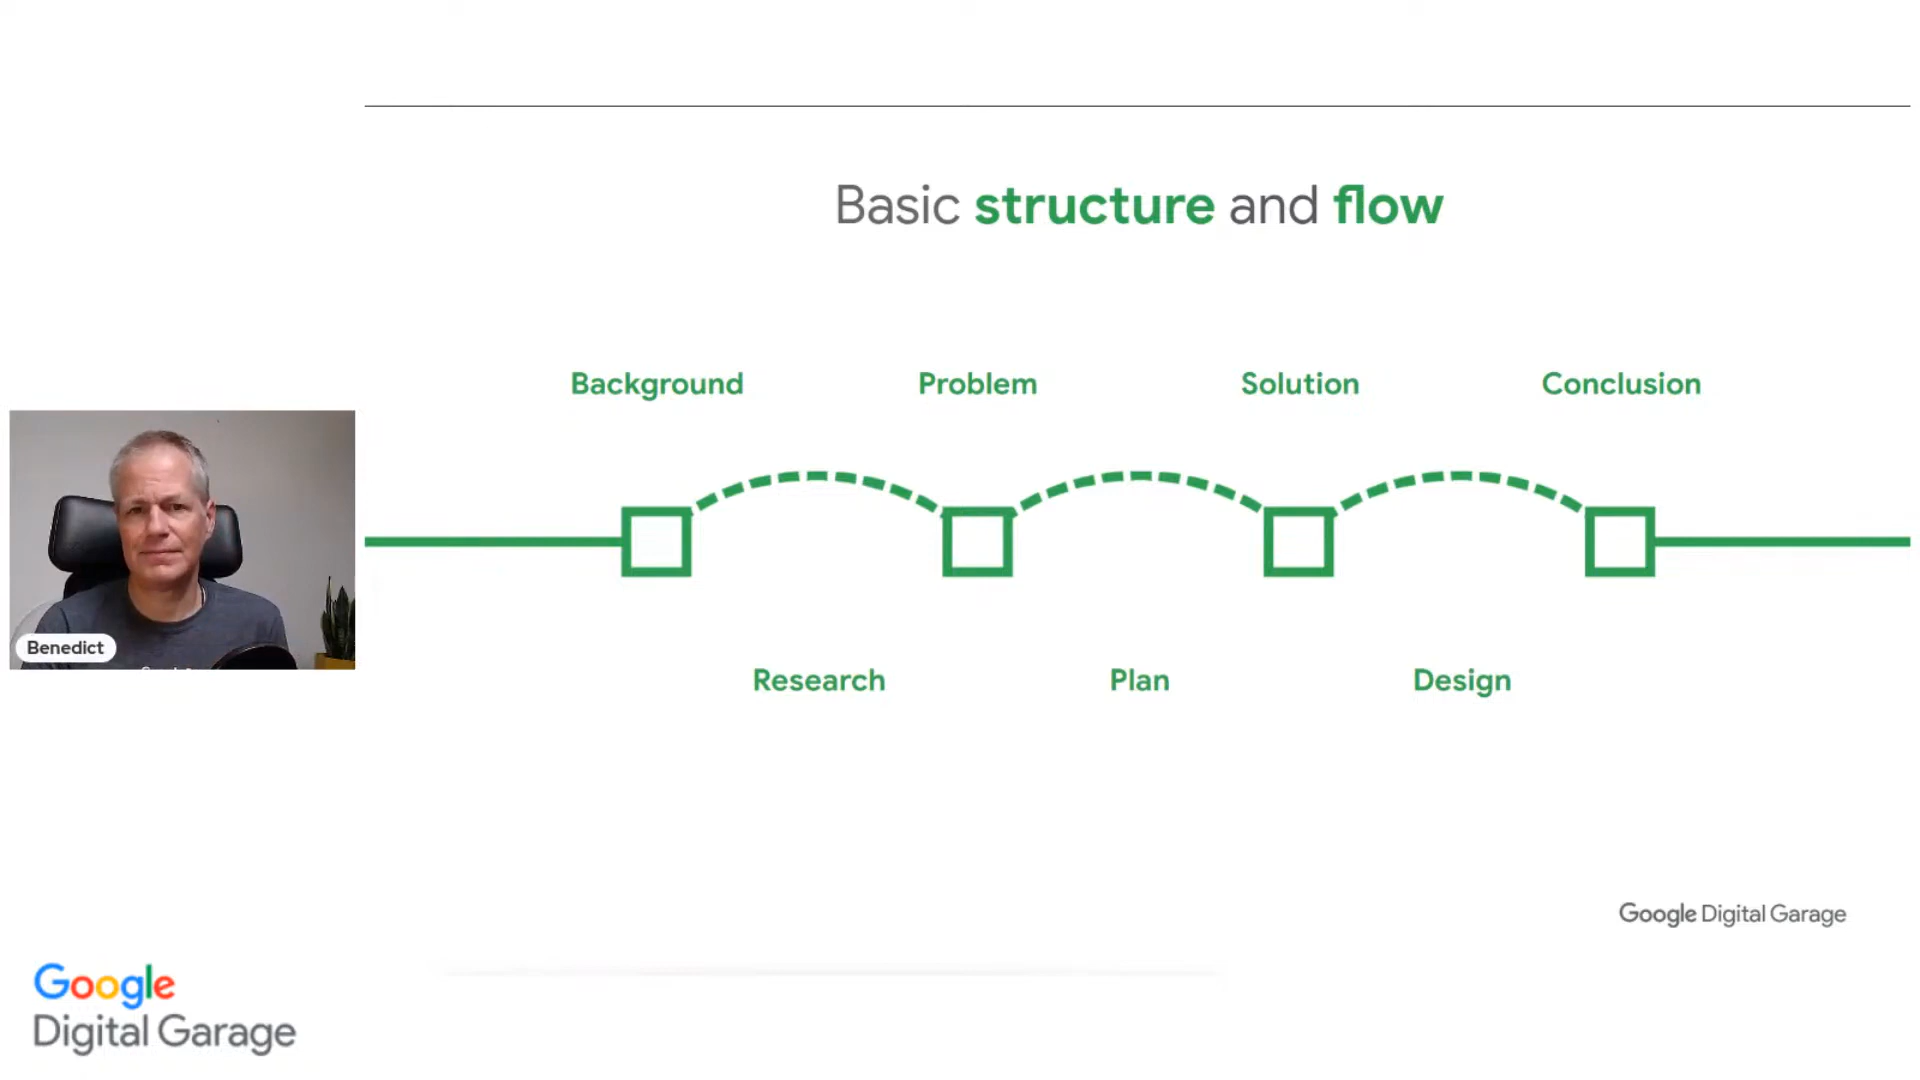 Basic structure and flow
Background Problem Solution Conclusion
Benedict
Research Plan Design
Google Digital Garage
Google
Digital Garage